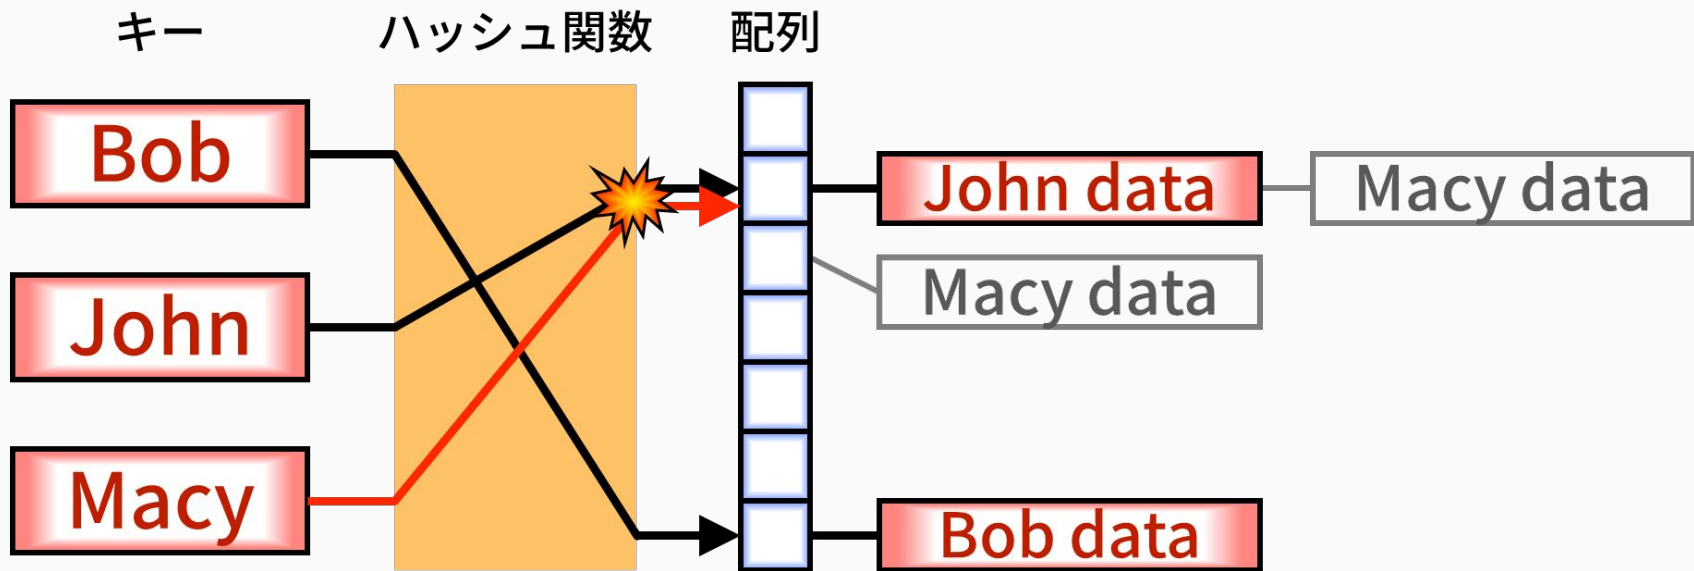 キー
ハッシュ関数
配列
Bob
John
Macy
John data
Macy data
Macy data
Bob data